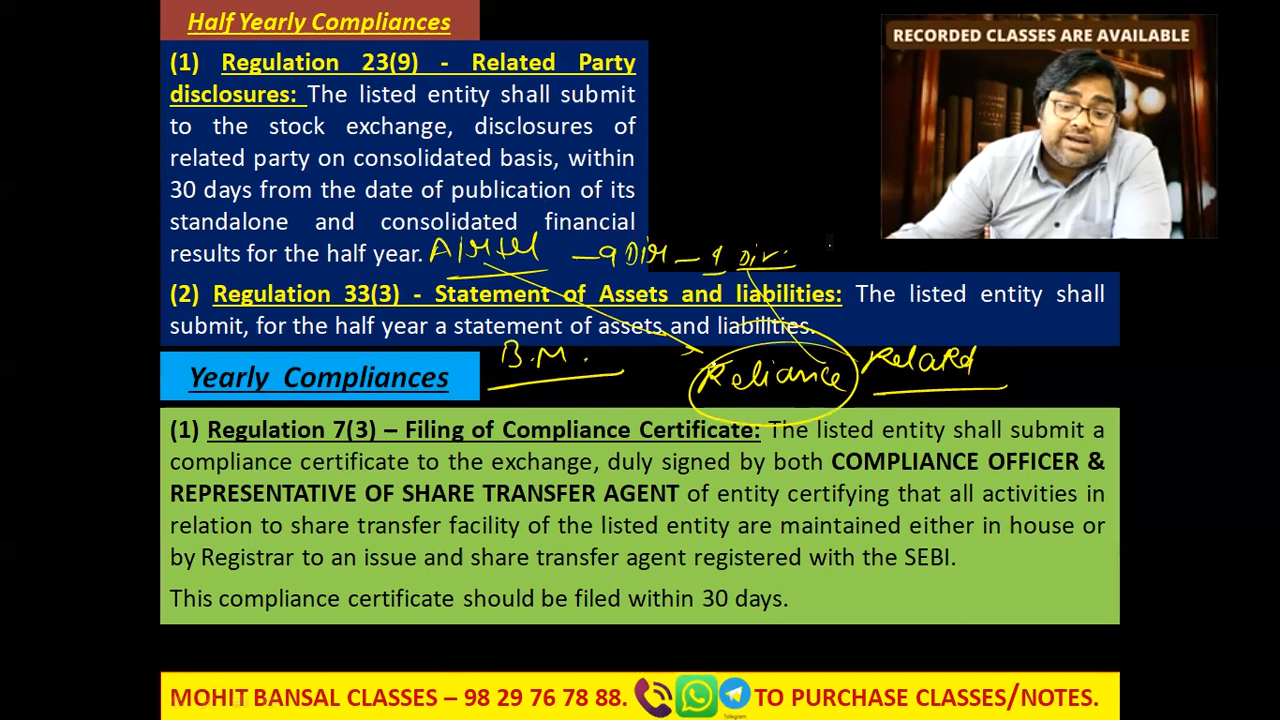 Half Yearly Compliances
RECORDED CLASSES ARE AVAILABLE
(1) Regulation 23(9) - Related Party
disclosures: The listed entity shall submit
to the stock exchange, disclosures of
related party on consolidated basis, within
30 days from the date of publication of its
standalone and consolidated financial
results for the half year.
(2) Regulation 33(3) - Statement of Assets and liabilities: The listed entity shall
submit, for the half year a statement of assets and liabilities.
B.M.
Reliance
Yearly Compliances
(1) Regulation 7(3) – Filing of Compliance Certificate: The listed entity shall submit a
compliance certificate to the exchange, duly signed by both COMPLIANCE OFFICER &
REPRESENTATIVE OF SHARE TRANSFER AGENT of entity certifying that all activities in
relation to share transfer facility of the listed entity are maintained either in house or
by Registrar to an issue and share transfer agent registered with the SEBI.
This compliance certificate should be filed within 30 days.
MOHIT BANSAL CLASSES – 98 29 76 78 88. TO PURCHASE CLASSES/NOTES.